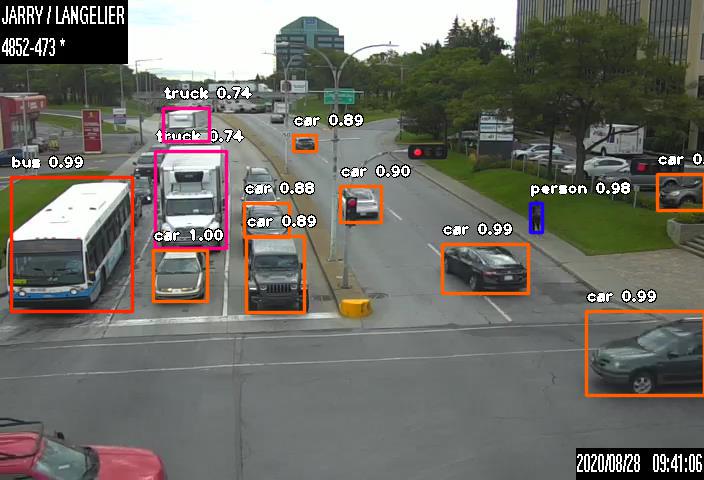 JARRY / LANGELIER
4852-473 *
truck 0.74
truck 0.74
car 0.89
bus 0.99
car 0.88
car 0.90
car 0.
person 0.98
car 0.89
car 1.00
car 0.99
car 0.99
2020/08/28 09:41:06